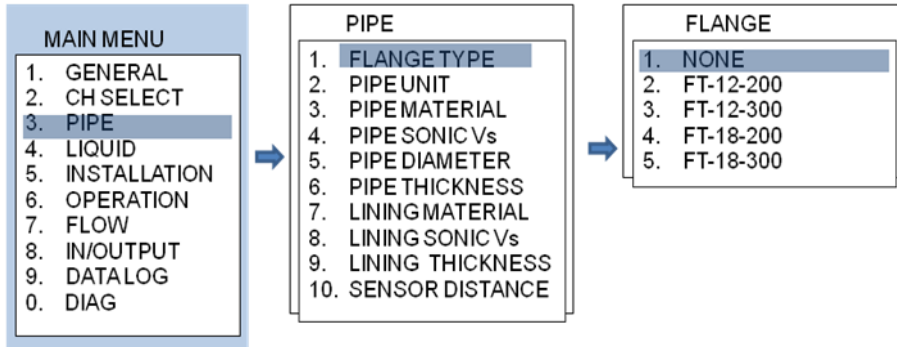 MAIN MENU
1. GENERAL
2. CH SELECT
3. PIPE
4. LIQUID
5. INSTALLATION
6. OPERATION
7. FLOW
8. IN/OUTPUT
9. DATALOG
0. DIAG
PIPE
1. FLANGE TYPE
2. PIPE UNIT
3. PIPE MATERIAL
4. PIPE SONIC Vs
5. PIPE DIAMETER
6. PIPE THICKNESS
7. LINING MATERIAL
8. LINING SONIC Vs
9. LINING THICKNESS
10. SENSOR DISTANCE
FLANGE
1. NONE
2. FT-12-200
3. FT-12-300
4. FT-18-200
5. FT-18-300